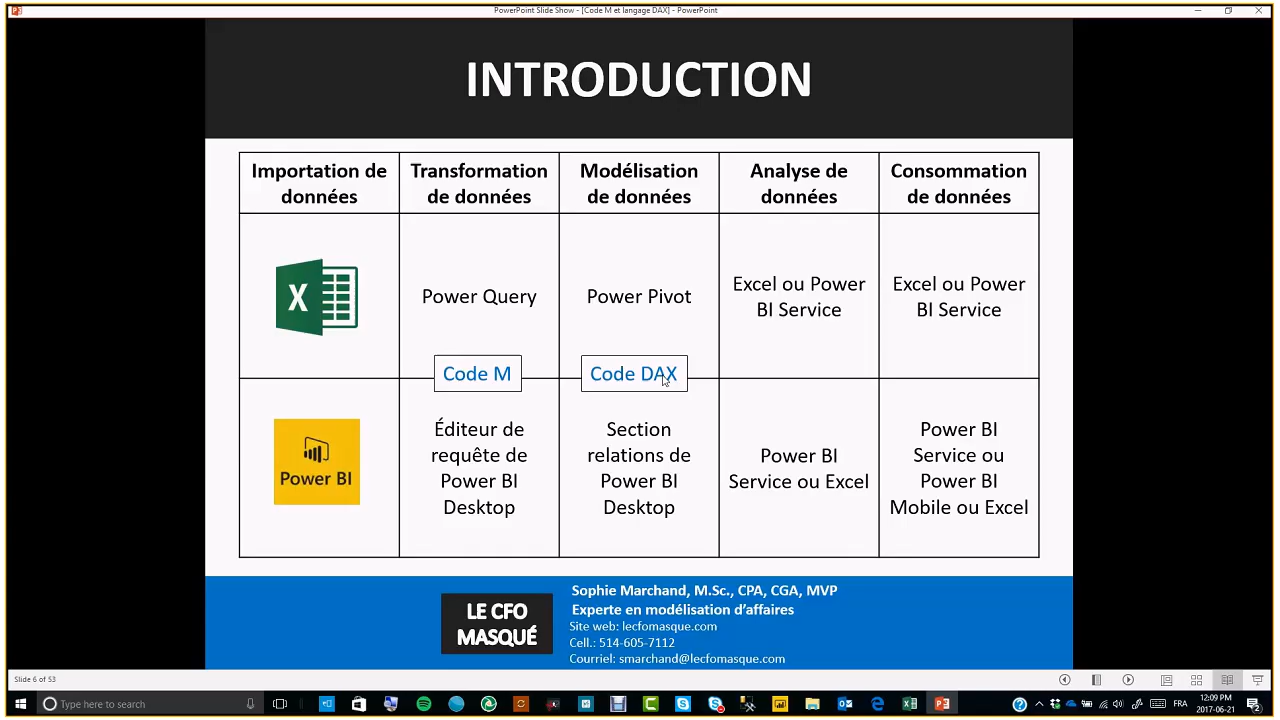 PowerPoint Slide Show - [Code M et langage DAX] - PowerPoint
INTRODUCTION
Importation de
données
Transformation
de données
Modélisation
de données
Analyse de
données
Consommation
de données
X
Power Query
Power Pivot
Excel ou Power
BI Service
Excel ou Power
BI Service
Code M
Code DAX
Power BI
Éditeur de
requête de
Power BI
Desktop
Section
relations de
Power BI
Desktop
Power BI
Service ou Excel
Power BI
Service ou
Power BI
Mobile ou Excel
LE CFO
MASQUÉ
Sophie Marchand, M.Sc., CPA, CGA, MVP
Experte en modélisation d’affaires
Site web: lecfomasque.com
Cell.: 514-605-7112
Courriel: smarchand@lecfomasque.com
Slide 6 of 53
Type here to search
FRA
12:09 PM
2017-06-21